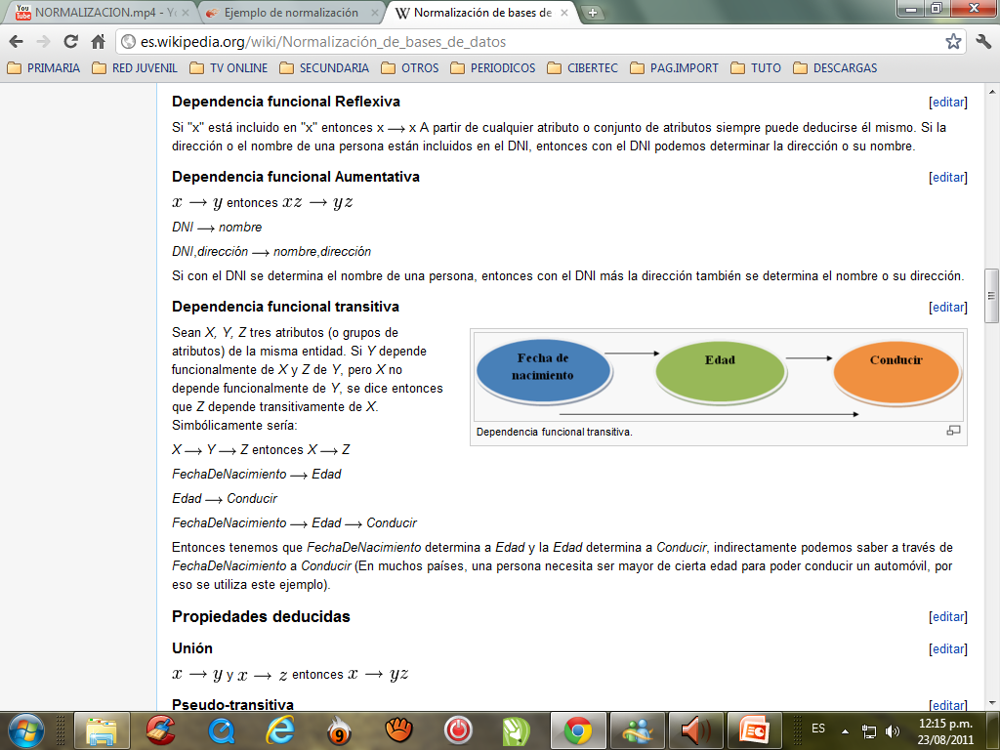 NORMALIZACION.mp4 - Yo
Ejemplo de normalización
Normalización de bases de
es.wikipedia.org/wiki/Normalización_de_bases_de_datos
PRIMARIA RED JUVENIL TV ONLINE SECUNDARIA OTROS PERIODICOS CIBERTEC PAG.IMPORT TUTO DESCARGAS
Dependencia funcional Reflexiva [editar]
Si "x" está incluido en "x" entonces x ⟶ x A partir de cualquier atributo o conjunto de atributos siempre puede deducirse él mismo. Si la
dirección o el nombre de una persona están incluidos en el DNI, entonces con el DNI podemos determinar la dirección o su nombre.
Dependencia funcional Aumentativa [editar]
x → y entonces xz → yz
DNI ⟶ nombre
DNI,dirección ⟶ nombre,dirección
Si con el DNI se determina el nombre de una persona, entonces con el DNI más la dirección también se determina el nombre o su dirección.
Dependencia funcional transitiva [editar]
Sean X, Y, Z tres atributos (o grupos de
atributos) de la misma entidad. Si Y depende
funcionalmente de X y Z de Y, pero X no
depende funcionalmente de Y, se dice entonces
que Z depende transitivamente de X.
Simbólicamente sería:
Fecha de
nacimiento
Edad
Conducir
Dependencia funcional transitiva.
X ⟶ Y ⟶ Z entonces X ⟶ Z
FechaDeNacimiento ⟶ Edad
Edad ⟶ Conducir
FechaDeNacimiento ⟶ Edad ⟶ Conducir
Entonces tenemos que FechaDeNacimiento determina a Edad y la Edad determina a Conducir, indirectamente podemos saber a través de
FechaDeNacimiento a Conducir (En muchos países, una persona necesita ser mayor de cierta edad para poder conducir un automóvil, por
eso se utiliza este ejemplo).
Propiedades deducidas [editar]
Unión [editar]
x → y y x → z entonces x → yz
Pseudo-transitiva [editar]
ES
12:15 p.m.
23/08/2011